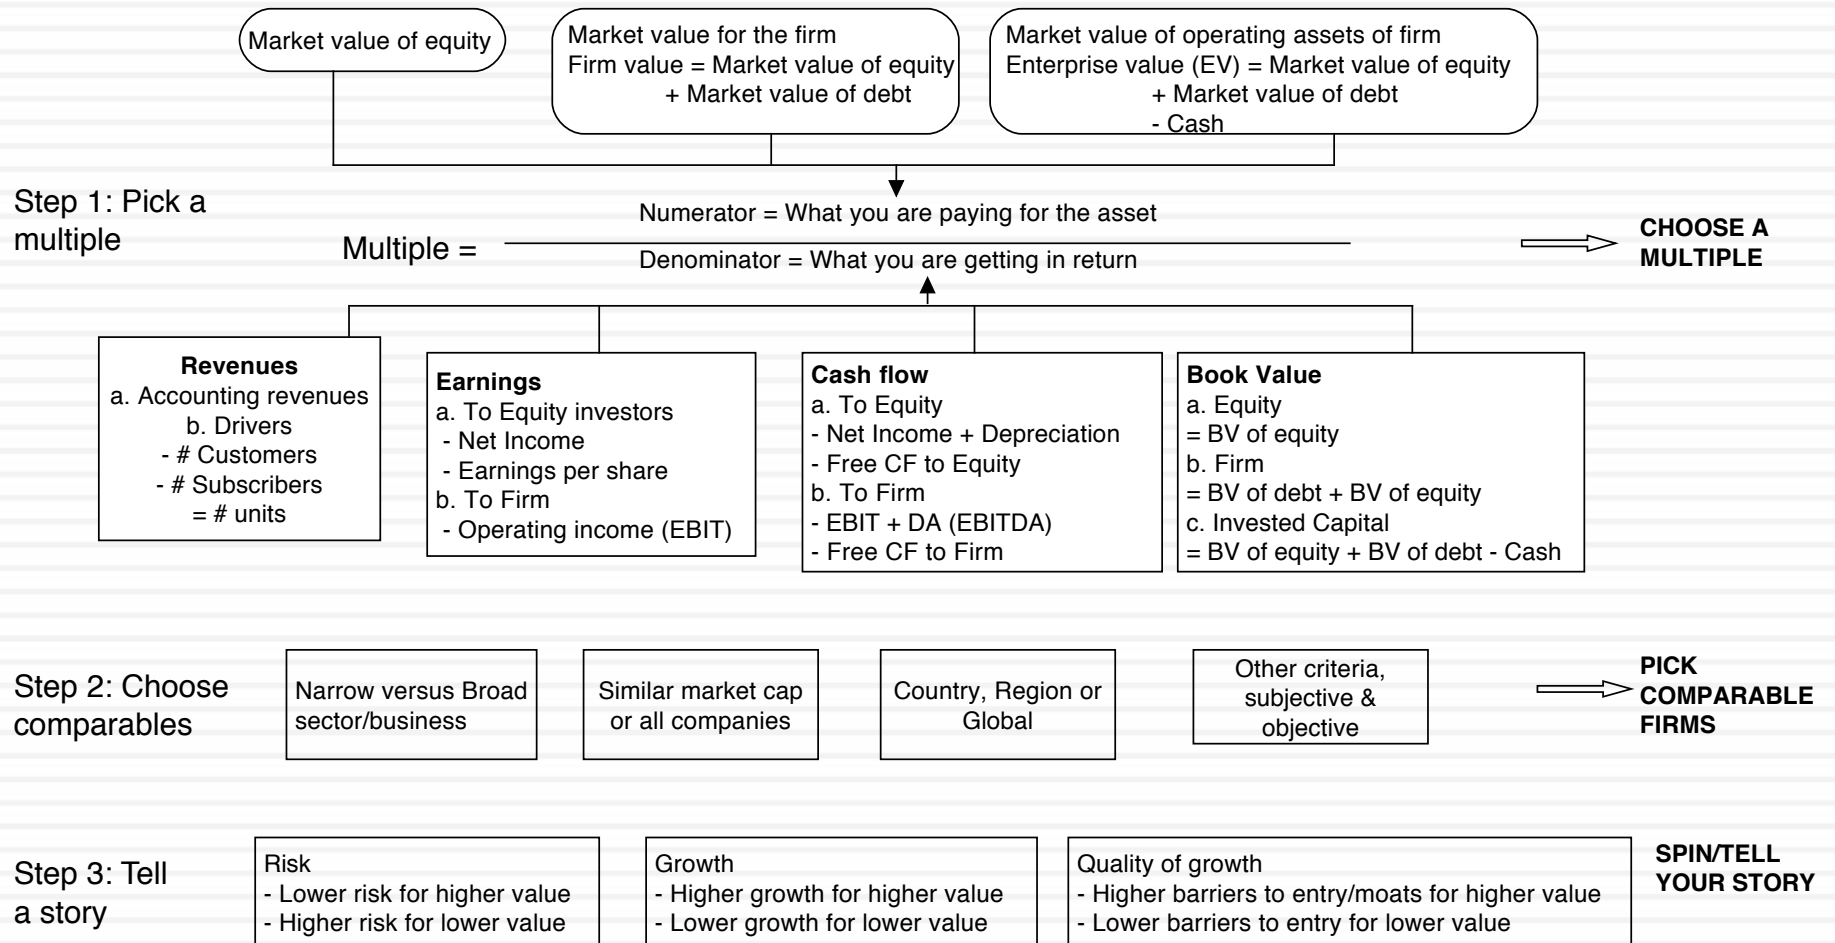 Market value of equity
Market value for the firm
Firm value = Market value of equity
+ Market value of debt
Market value of operating assets of firm
Enterprise value (EV) = Market value of equity
+ Market value of debt
- Cash
Step 1: Pick a
multiple
Multiple =
Numerator = What you are paying for the asset
Denominator = What you are getting in return
CHOOSE A
MULTIPLE
Revenues
a. Accounting revenues
b. Drivers
- # Customers
- # Subscribers
= # units
Earnings
a. To Equity investors
- Net Income
- Earnings per share
b. To Firm
- Operating income (EBIT)
Cash flow
a. To Equity
- Net Income + Depreciation
- Free CF to Equity
b. To Firm
- EBIT + DA (EBITDA)
- Free CF to Firm
Book Value
a. Equity
= BV of equity
b. Firm
= BV of debt + BV of equity
c. Invested Capital
= BV of equity + BV of debt - Cash
Step 2: Choose
comparables
Narrow versus Broad
sector/business
Similar market cap
or all companies
Country, Region or
Global
Other criteria,
subjective &
objective
PICK
COMPARABLE
FIRMS
Step 3: Tell
a story
Risk
- Lower risk for higher value
- Higher risk for lower value
Growth
- Higher growth for higher value
- Lower growth for lower value
Quality of growth
- Higher barriers to entry/moats for higher value
- Lower barriers to entry for lower value
SPIN/TELL
YOUR STORY